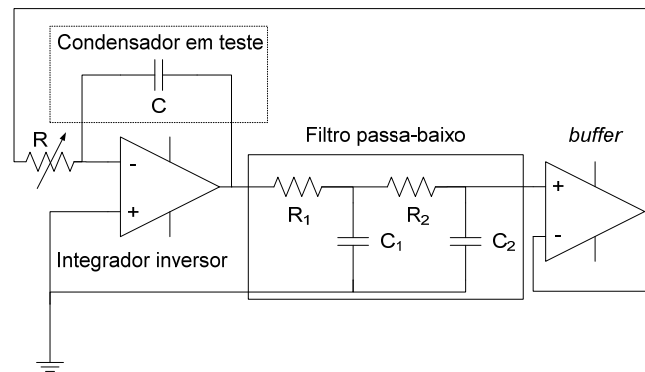 Condensador em teste
C
R
Filtro passa-baixo
buffer
-
+
R1
R2
+
-
C1
C2
Integrador inversor